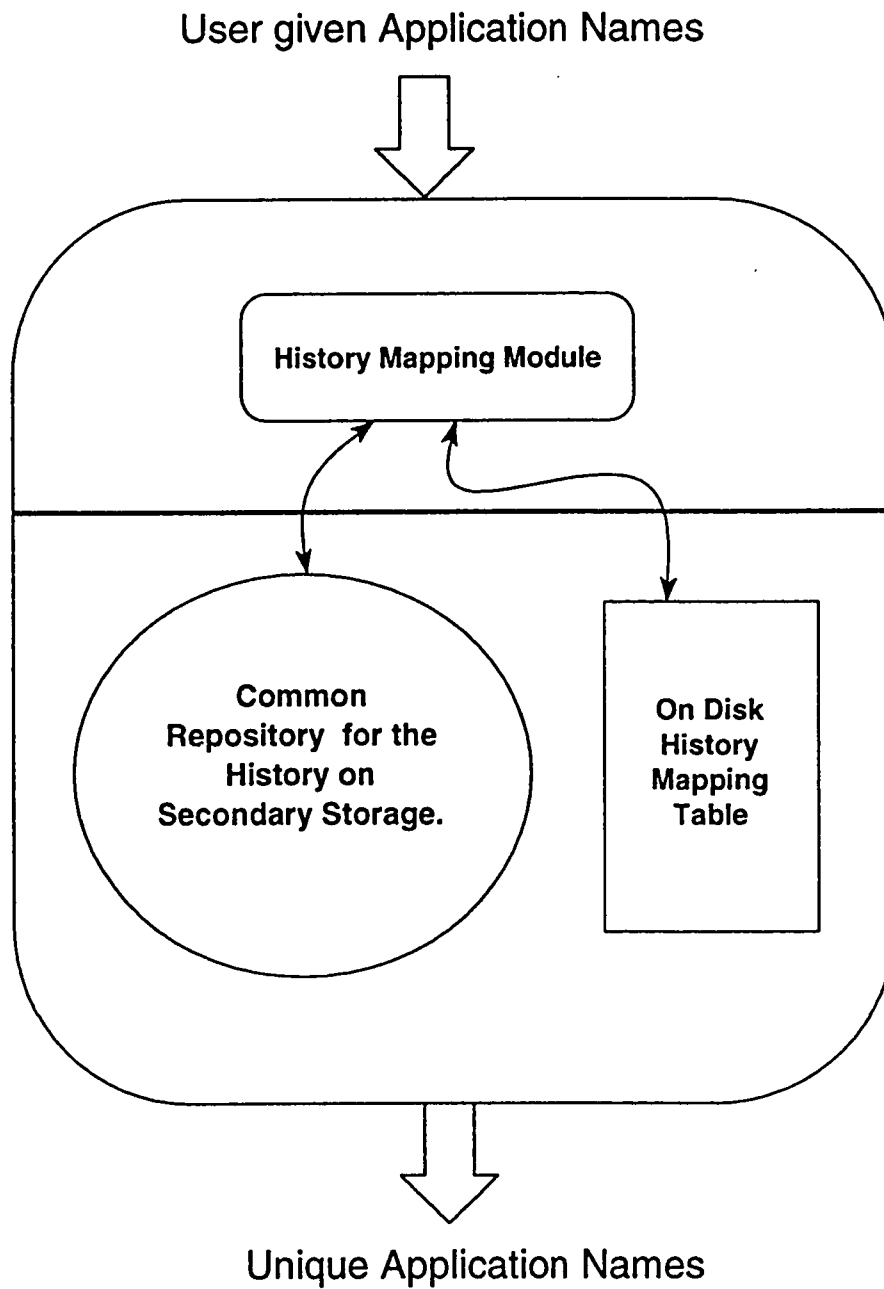 User given Application Names
History Mapping Module
Common
Repository for the
History on
Secondary Storage.
On Disk
History
Mapping
Table
Unique Application Names